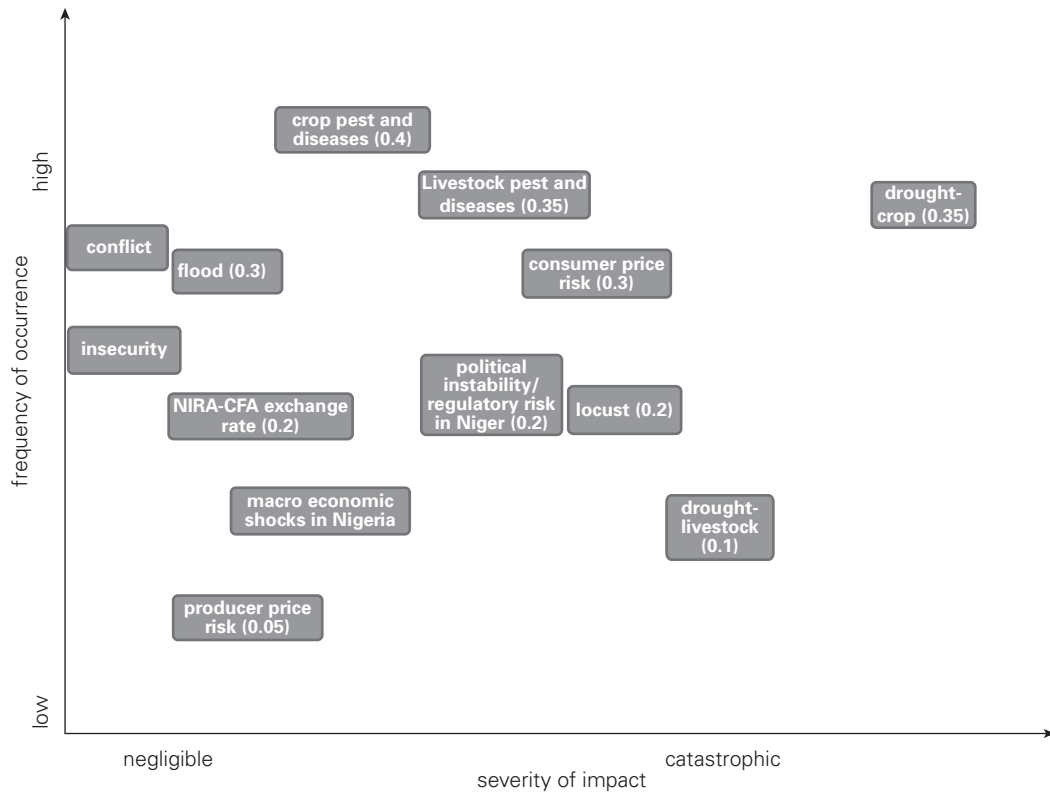 high
frequency of occurrence
low
crop pest and
diseases (0.4)
Livestock pest and
diseases (0.35)
drought-
crop (0.35)
conflict
flood (0.3)
consumer price
risk (0.3)
insecurity
political
instability/
regulatory risk
in Niger (0.2)
locust (0.2)
NIRA-CFA exchange
rate (0.2)
macro economic
shocks in Nigeria
drought-
livestock
(0.1)
producer price
risk (0.05)
negligible
catastrophic
severity of impact